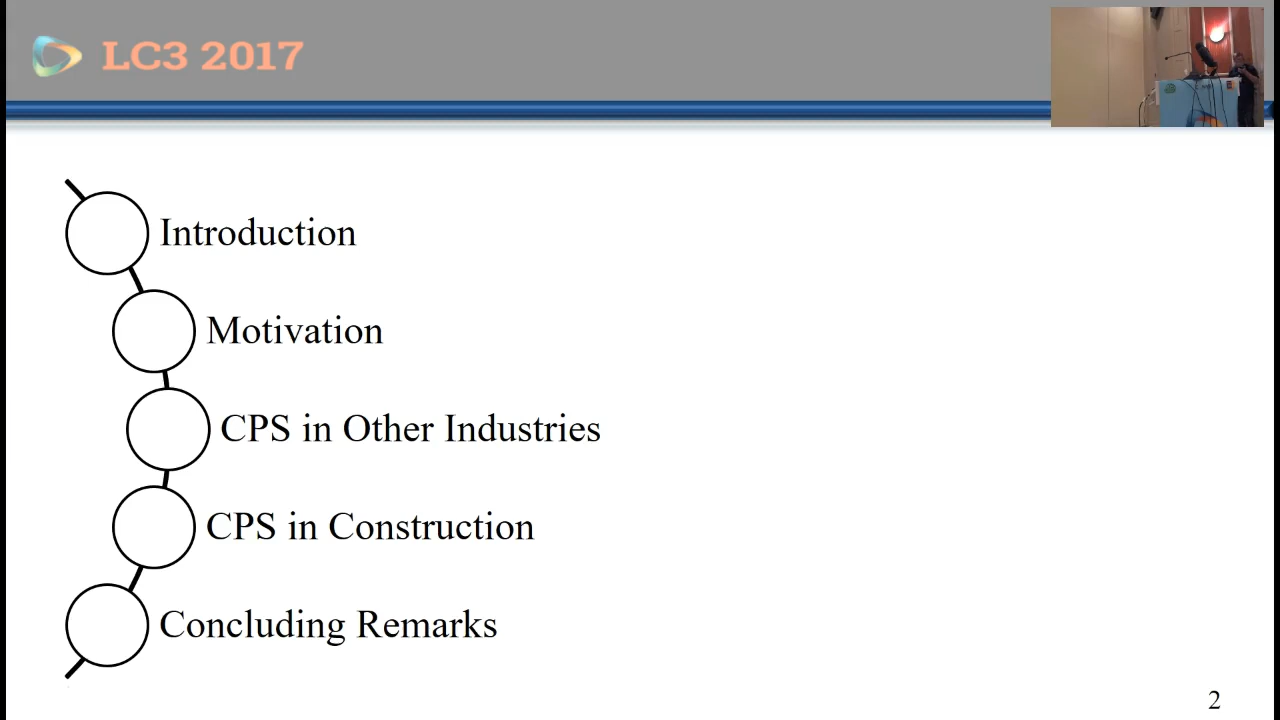 LC3 2017
Introduction
Motivation
CPS in Other Industries
CPS in Construction
Concluding Remarks
2